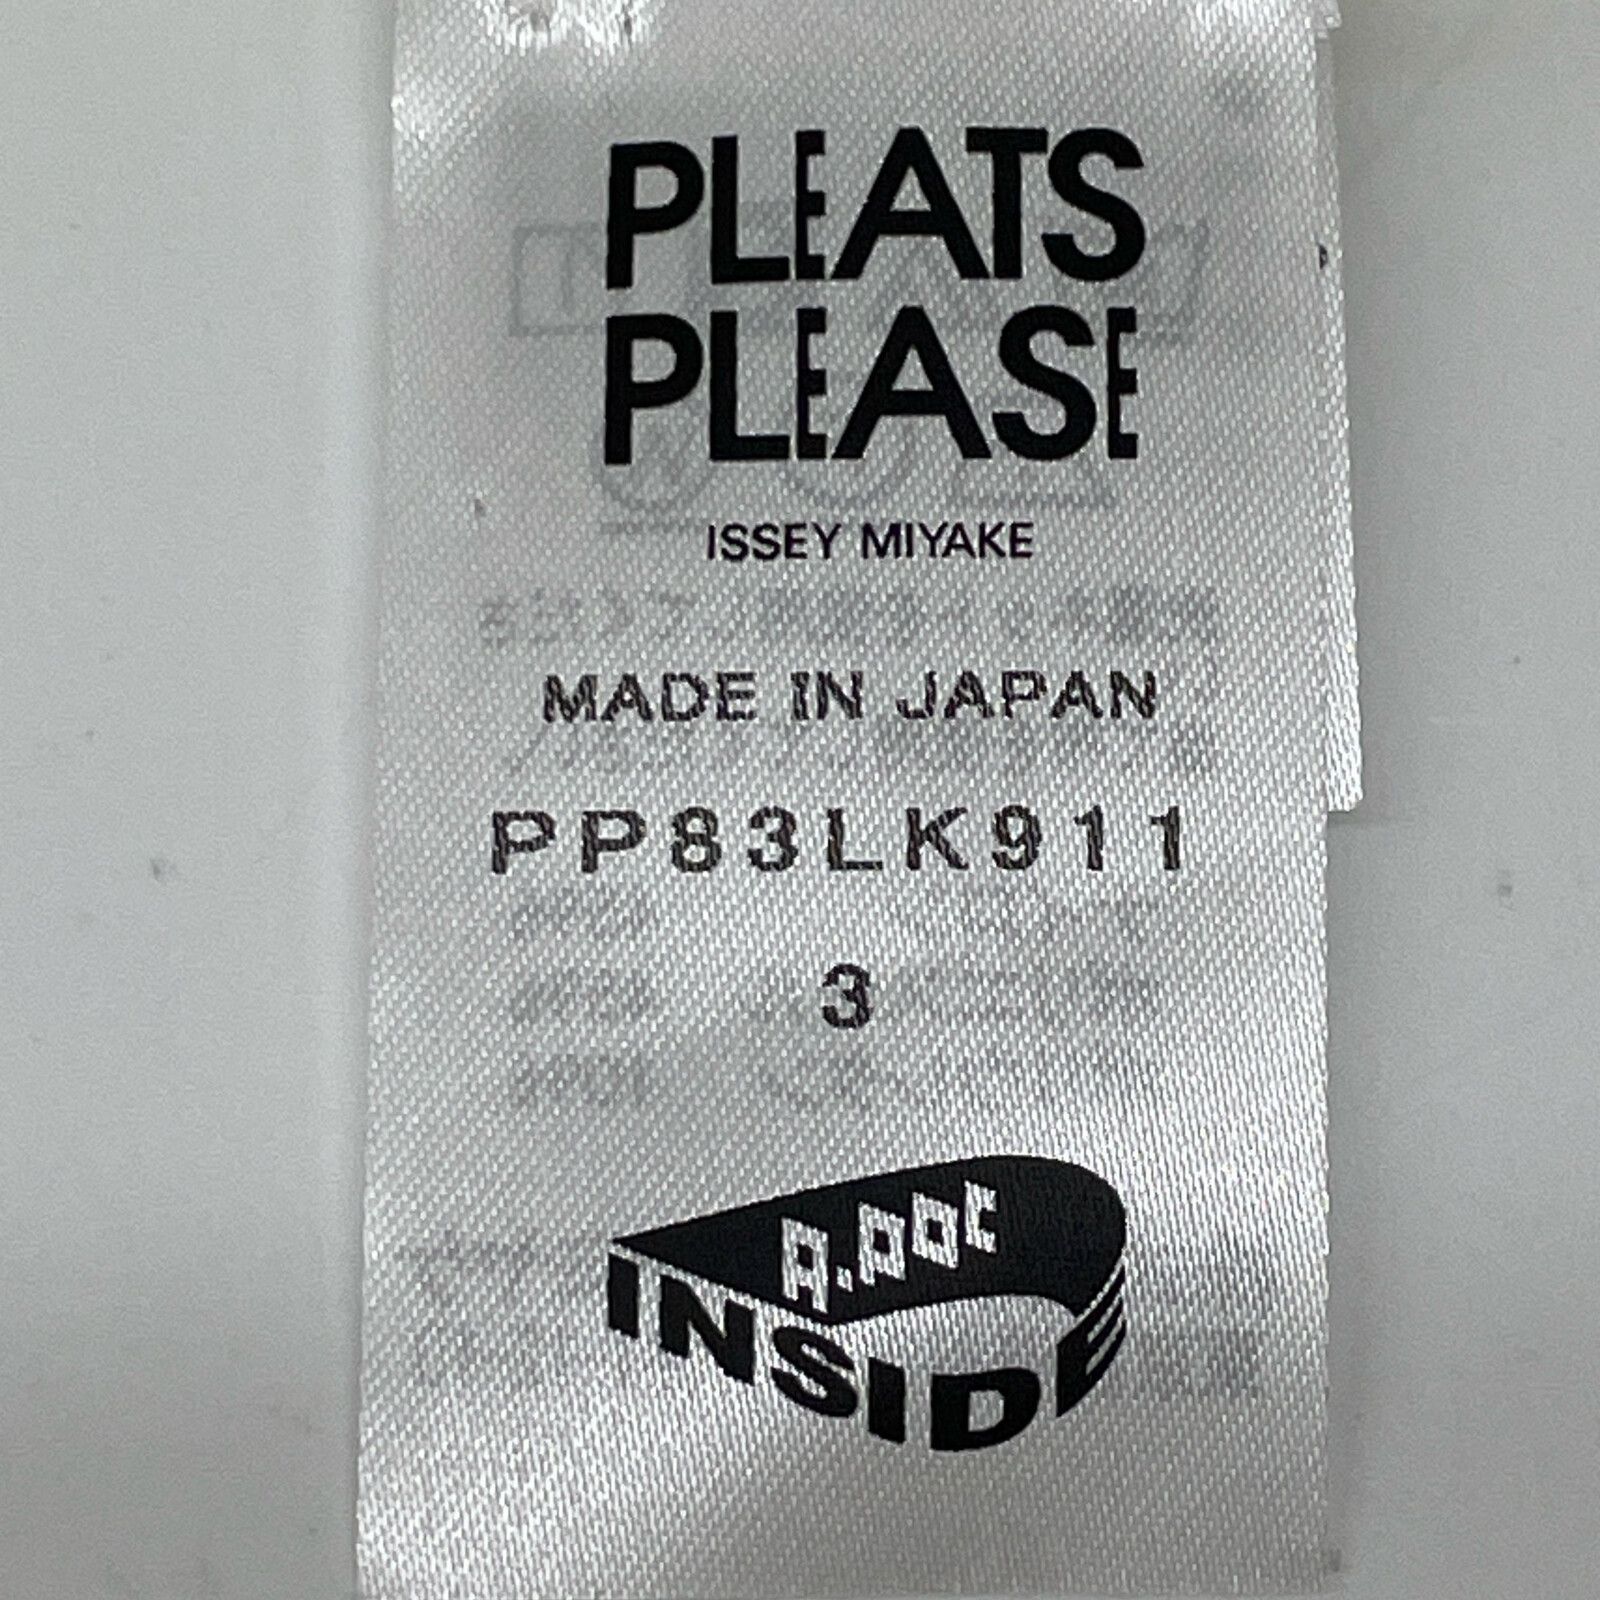 PLEATS
PLEASE
ISSEY MIYAKE
MADE IN JAPAN
PP83LK911
3
A.POC
INSIDE